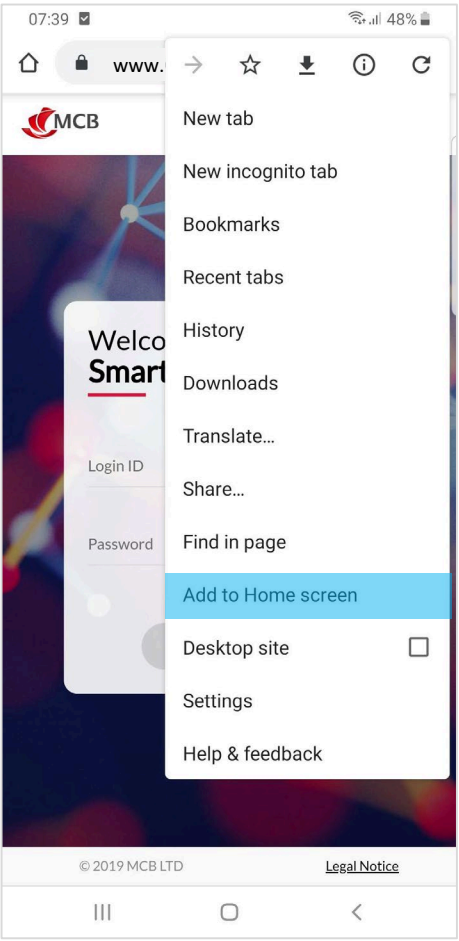 07:39 48%
www.
MCB
New tab
New incognito tab
Bookmarks
Recent tabs
History
Downloads
Translate...
Share...
Find in page
Add to Home screen
Desktop site
Settings
Help & feedback
Welco
Smart
Login ID
Password
© 2019 MCB LTD Legal Notice